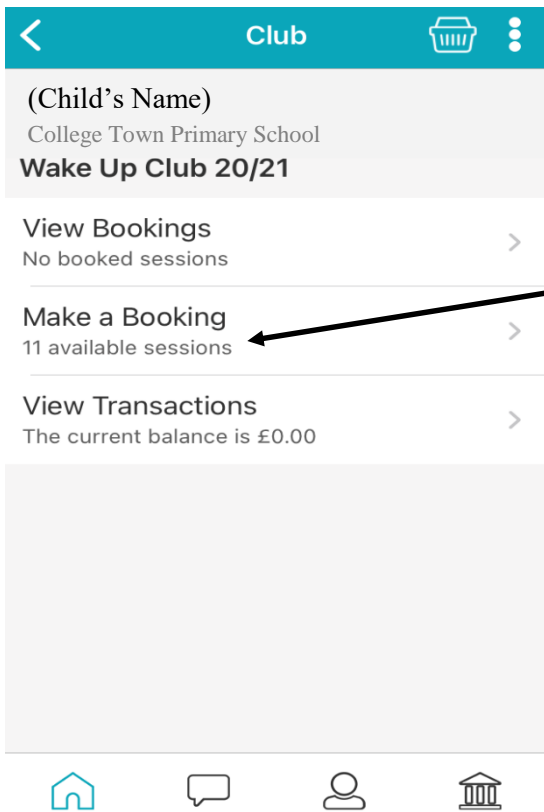 Club
(Child's Name)
College Town Primary School
Wake Up Club 20/21
View Bookings
No booked sessions
Make a Booking
11 available sessions
View Transactions
The current balance is £0.00